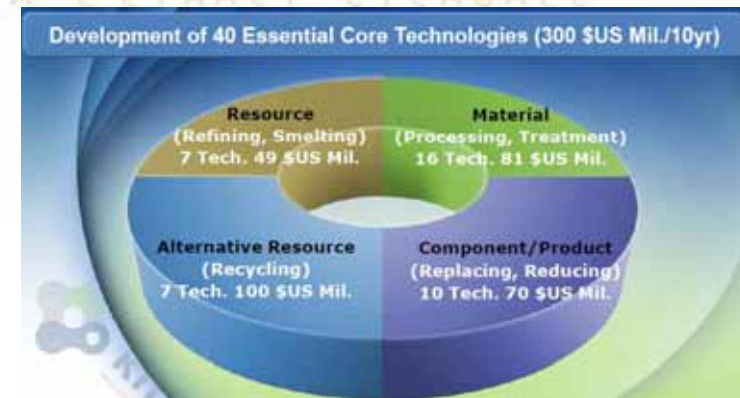 Development of 40 Essential Core Technologies (300 $US Mil./10yr)
Resource
(Refining, Smelting)
7 Tech. 49 $US Mil.
Material
(Processing, Treatment)
16 Tech. 81 $US Mil.
Alternative Resource
(Recycling)
7 Tech. 100 $US Mil.
Component/Product
(Replacing, Reducing)
10 Tech. 70 $US Mil.